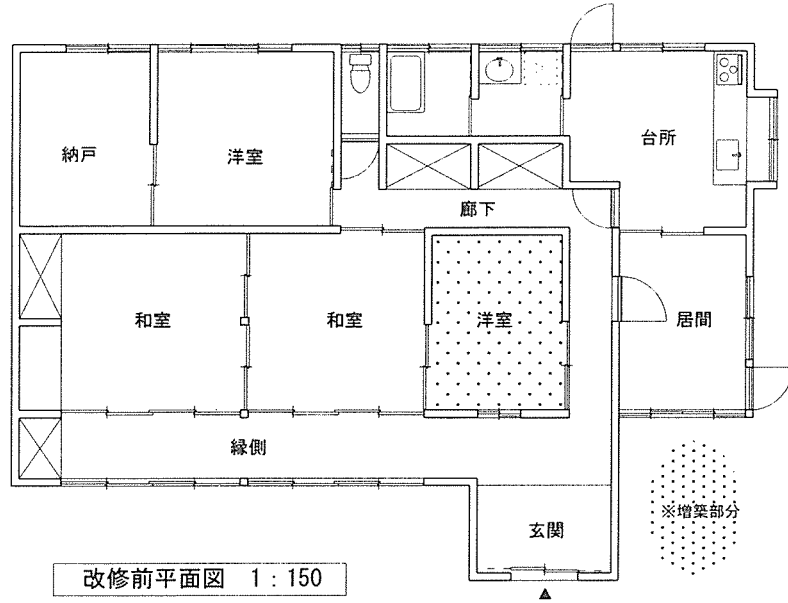 納戸
洋室
台所
廊下
和室
和室
洋室
居間
縁側
※増築部分
玄関
改修前平面図 1：150